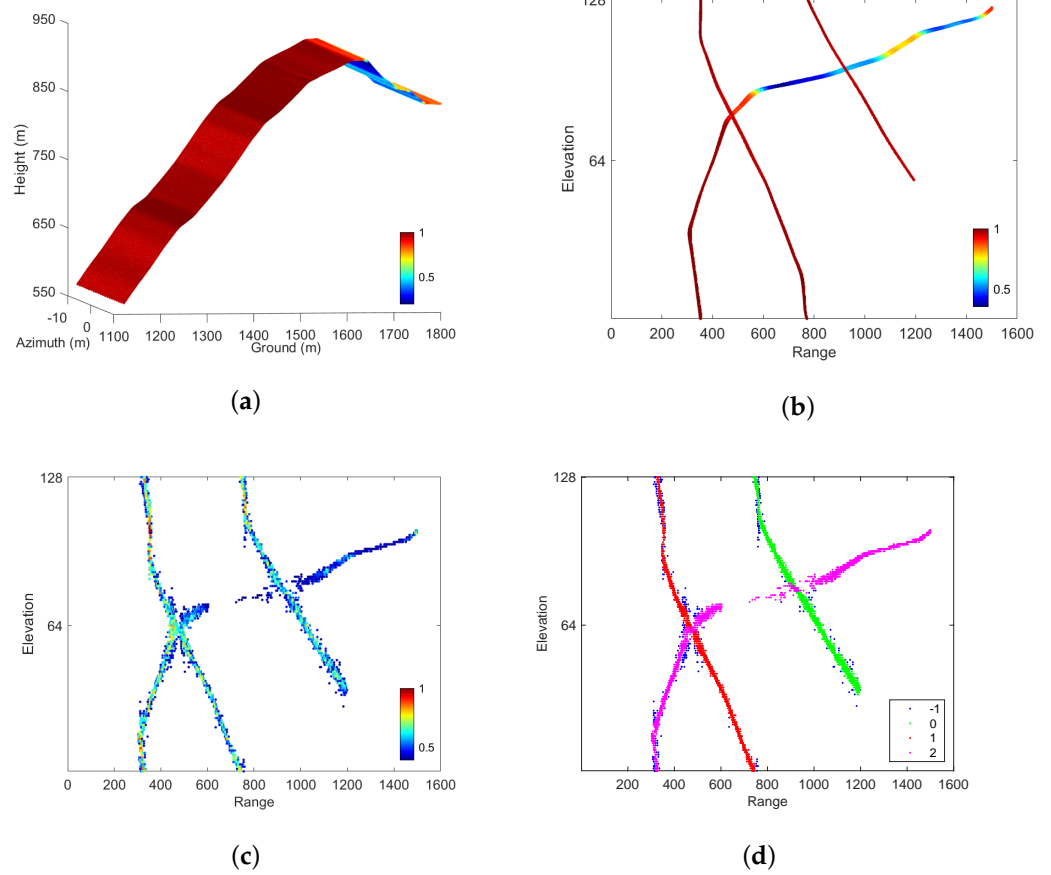 950
850
750
650
550
Height (m)
-10
0
Azimuth (m)
1100 1200 1300 1400 1500 1600 1700 1800
Ground (m)
1
0.5
(a)
128
64
Elevation
0 200 400 600 800 1000 1200 1400 1600
Range
1
0.5
(b)
128
64
Elevation
0 200 400 600 800 1000 1200 1400 1600
Range
1
0.5
(c)
128
64
Elevation
200 400 600 800 1000 1200 1400 1600
Range
-1
0
1
2
(d)